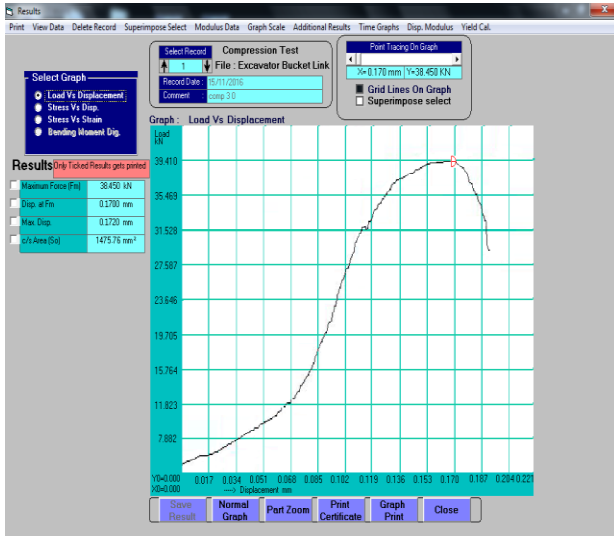 Results
Print View Data Delete Record Superimpose Select Modulus Data Graph Scale Additional Results Time Graphs Disp. Modulus Yield Cal.
Select Graph
Load Vs Displacement
Stress Vs Disp.
Stress Vs Strain
Bending Moment Dig.
Select Record
1
Compression Test
File : Excavator Bucket Link
Record Date : 15/11/2016
Comment : comp 3.0
Point Tracing On Graph
X= 0.170 mm Y=38.450 kN
Grid Lines On Graph
Superimpose select
Results Only Ticked Results gets printed
Maximum Force (Fm) 38.450 kN
Disp. at Fm 0.1700 mm
Max. Disp. 0.1720 mm
c/s Area (So) 1475.76 mm²
Graph : Load Vs Displacement
Load
kN
39.410
35.469
31.528
27.587
23.646
19.705
15.764
11.823
7.882
Y0=0.000 0.017 0.034 0.051 0.068 0.085 0.102 0.119 0.136 0.153 0.170 0.187 0.204 0.221
X0=0.000 ----> Displacement mm
Save Result
Normal Graph
Part Zoom
Print Certificate
Graph Print
Close